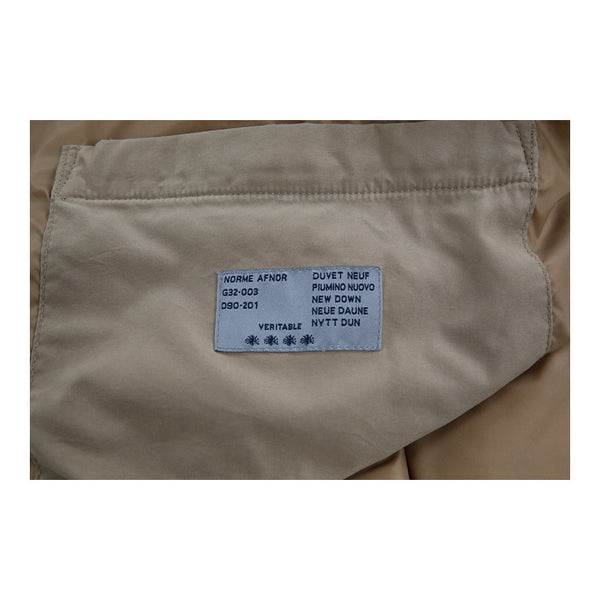 NORME AFNOR
G32-003
D90-201
VERITABLE
DUVET NEUF
PIUMINO NUOVO
NEW DOWN
NEUE DAUNE
NYTT DUN